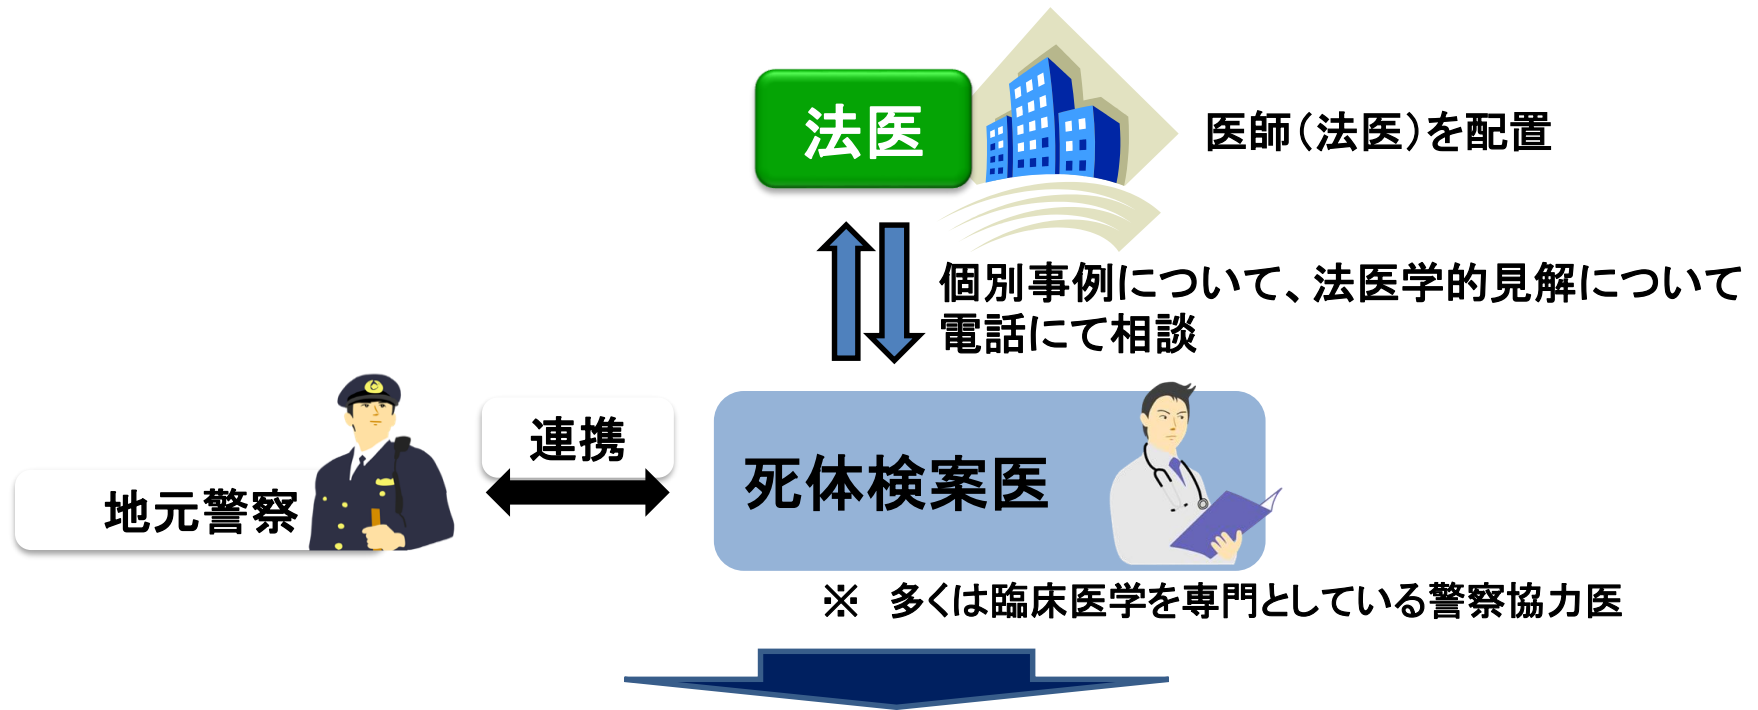 法医
医師（法医）を配置
個別事例について、法医学的見解について
電話にて相談
連携
地元警察
死体検案医
※　多くは臨床医学を専門としている警察協力医